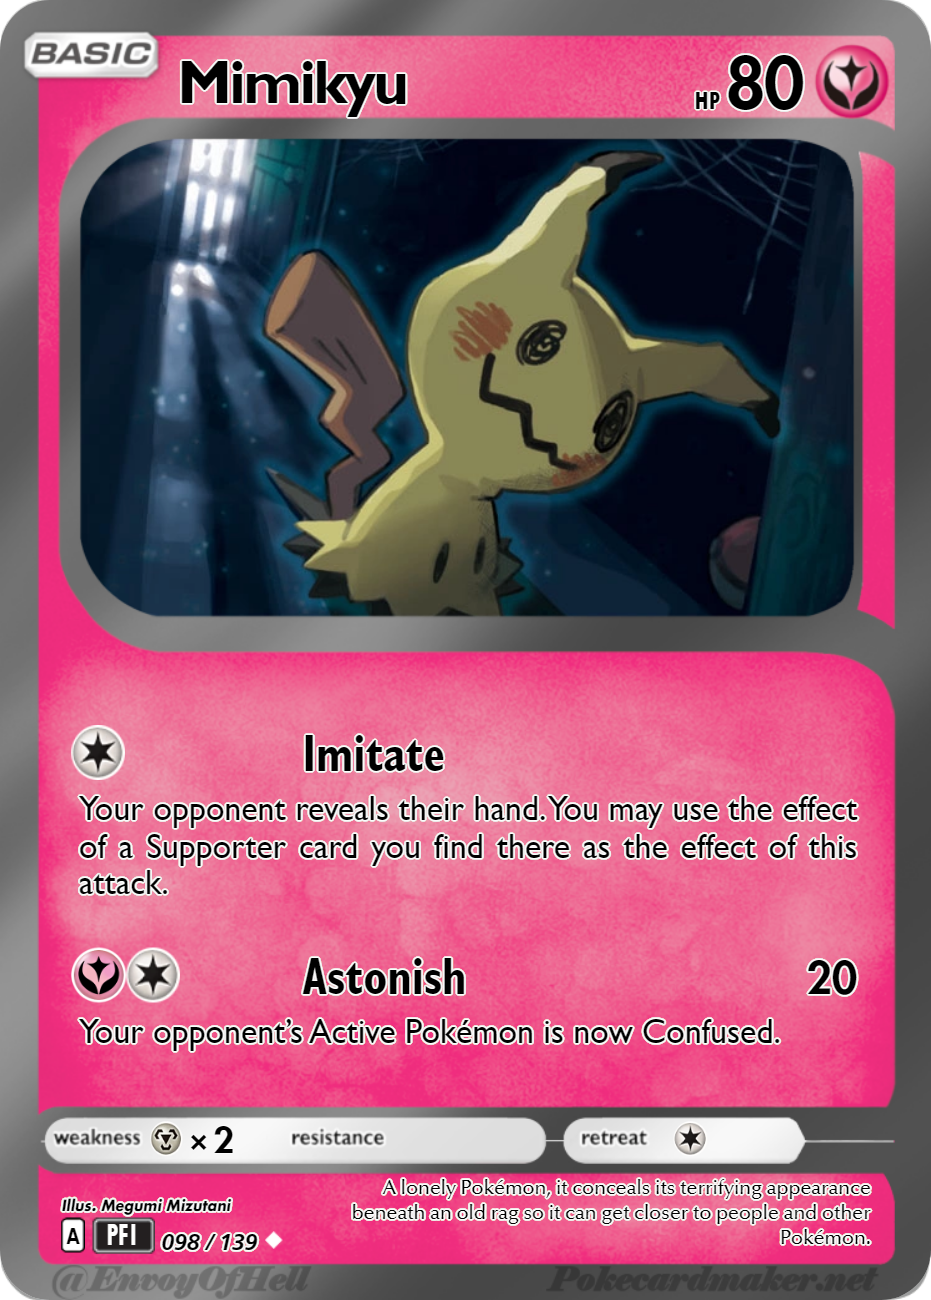 BASIC
Mimikyu
HP 80
Imitate
Your opponent reveals their hand. You may use the effect
of a Supporter card you find there as the effect of this
attack.
Astonish 20
Your opponent's Active Pokémon is now Confused.
weakness ×2 resistance retreat
Illus. Megumi Mizutani
A PFI 098 / 139
A lonely Pokémon, it conceals its terrifying appearance
beneath an old rag so it can get closer to people and other
Pokémon.
@EnvoyOfHell Pokecardmaker.net